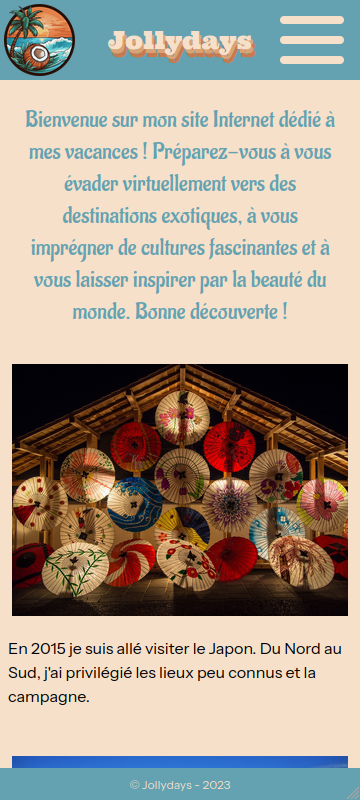 Jollydays
Bienvenue sur mon site Internet dédié à
mes vacances ! Préparez-vous à vous
évader virtuellement vers des
destinations exotiques, à vous
imprégner de cultures fascinantes et à
vous laisser inspirer par la beauté du
monde. Bonne découverte !
En 2015 je suis allé visiter le Japon. Du Nord au
Sud, j'ai privilégié les lieux peu connus et la
campagne.
© Jollydays - 2023